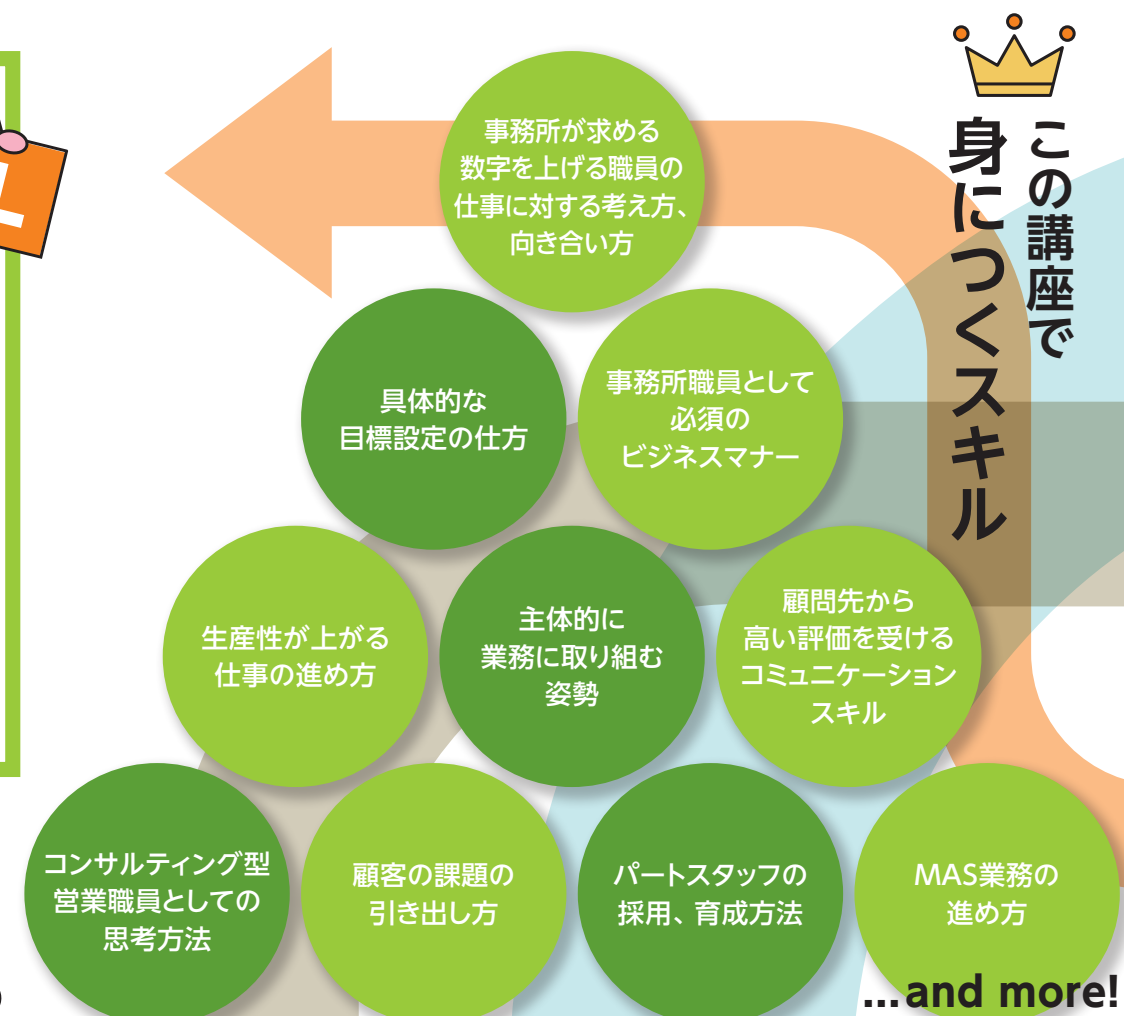 この講座で
身につくスキル
事務所が求める
数字を上げる職員の
仕事に対する考え方、
向き合い方
具体的な
目標設定の仕方
事務所職員として
必須の
ビジネスマナー
生産性が上がる
仕事の進め方
主体的に
業務に取り組む
姿勢
顧問先から
高い評価を受ける
コミュニケーション
スキル
コンサルティング型
営業職員としての
思考方法
顧客の課題の
引き出し方
パートスタッフの
採用、育成方法
MAS業務の
進め方
...and more!